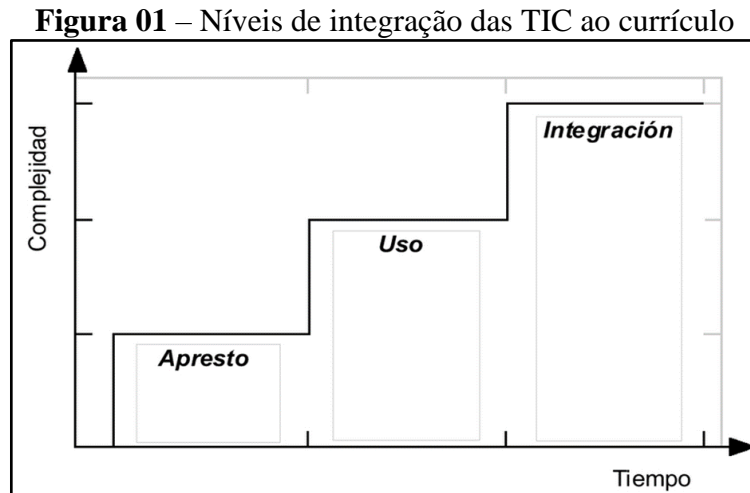 Figura 01 – Níveis de integração das TIC ao currículo
Complejidad
Integración
Uso
Apresto
Tiempo